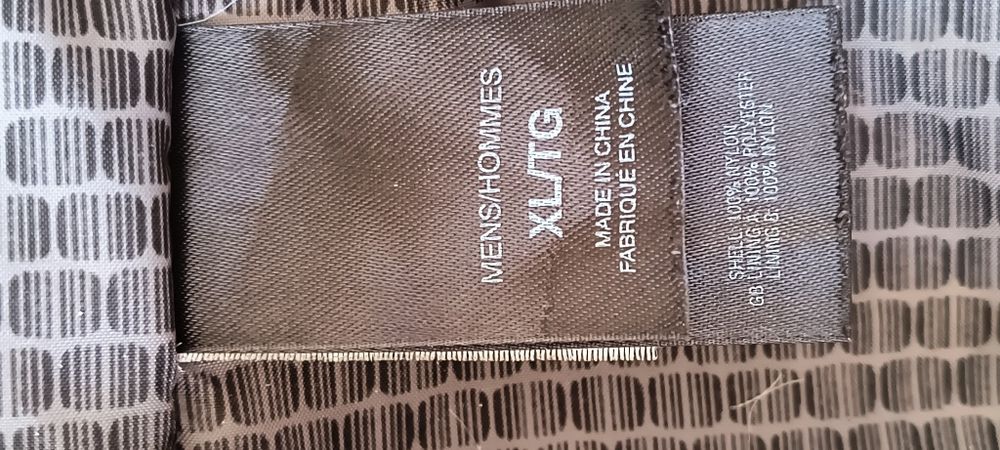 MENS/HOMMES
XL/TG
MADE IN CHINA
FABRIQUÉ EN CHINE
SHELL: 100% NYLON
GB LINING A: 100% POLYESTER
LINING B: 100% NYLON